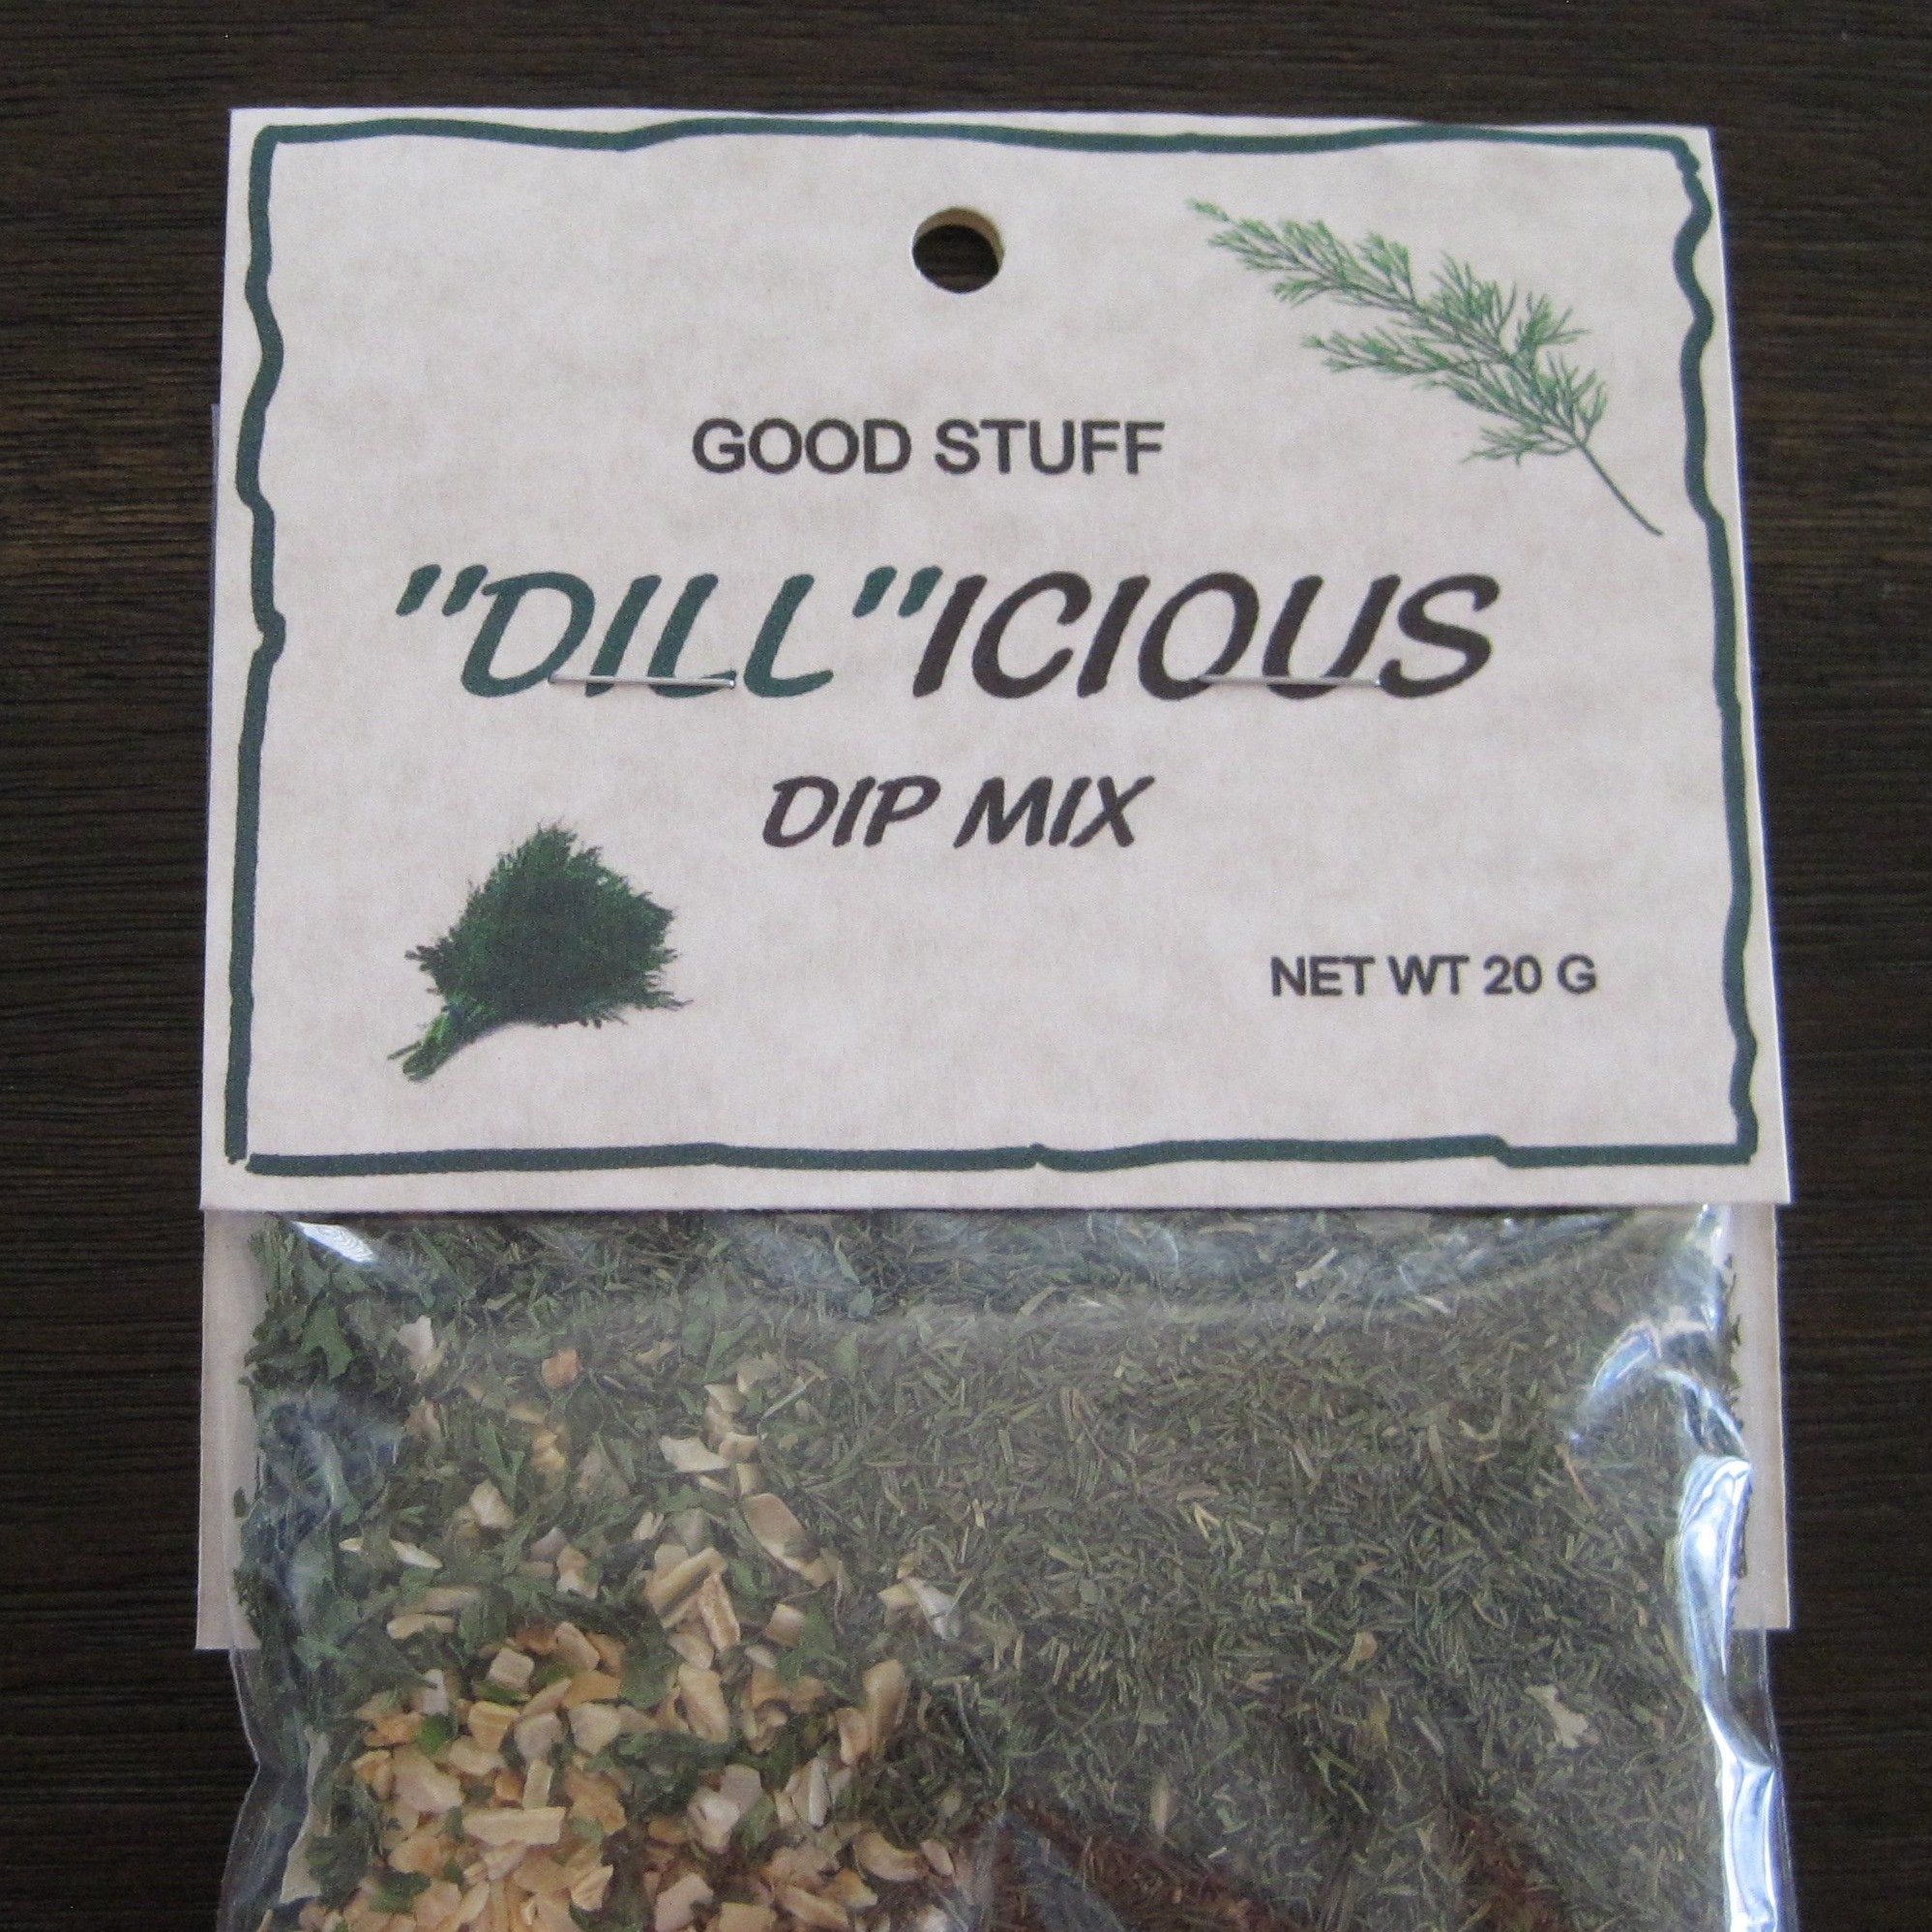 GOOD STUFF
"DILL"ICIOUS
DIP MIX
NET WT 20 G